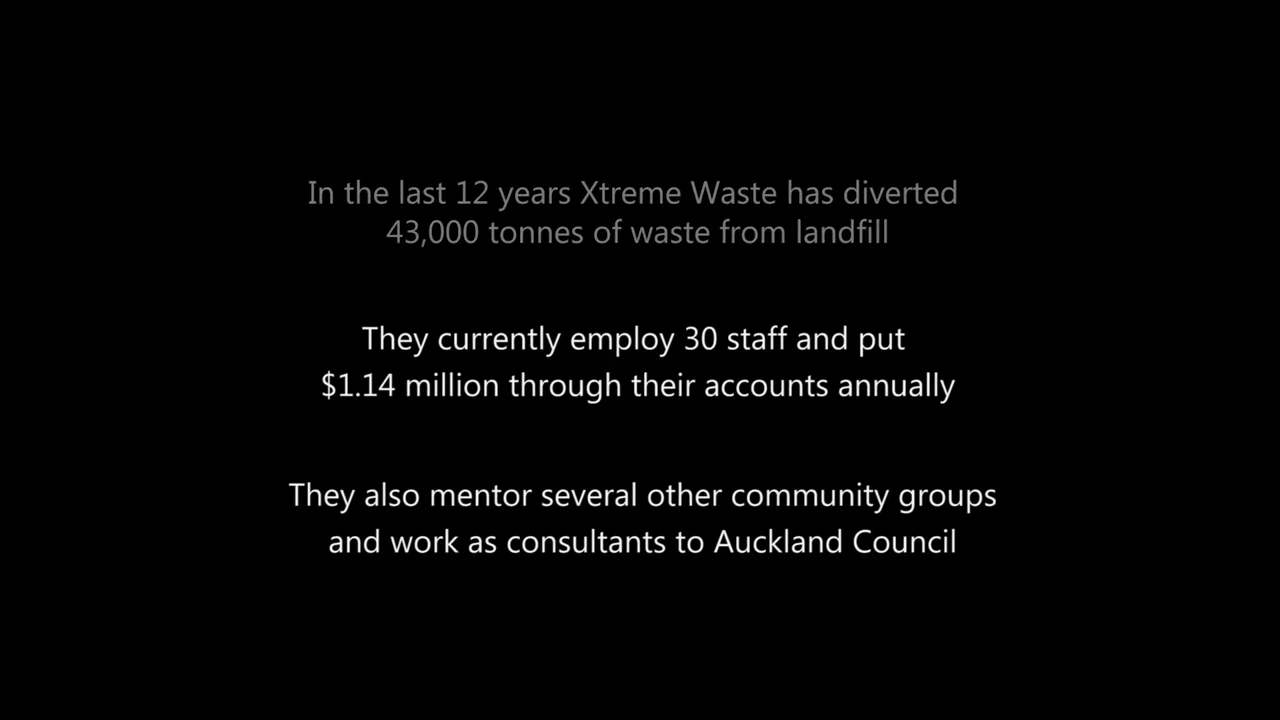 In the last 12 years Xtreme Waste has diverted
43,000 tonnes of waste from landfill
They currently employ 30 staff and put
$1.14 million through their accounts annually
They also mentor several other community groups
and work as consultants to Auckland Council